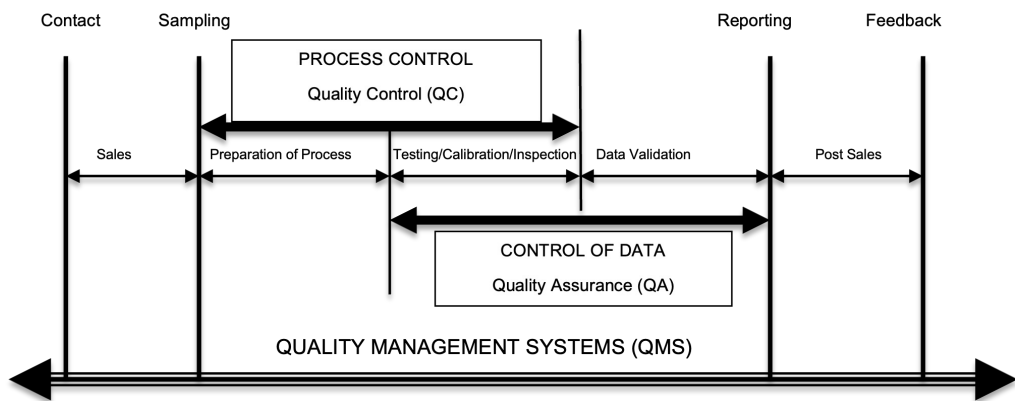 Contact
Sampling
Reporting
Feedback
PROCESS CONTROL
Quality Control (QC)
Sales
Preparation of Process
Testing/Calibration/Inspection
Data Validation
Post Sales
CONTROL OF DATA
Quality Assurance (QA)
QUALITY MANAGEMENT SYSTEMS (QMS)